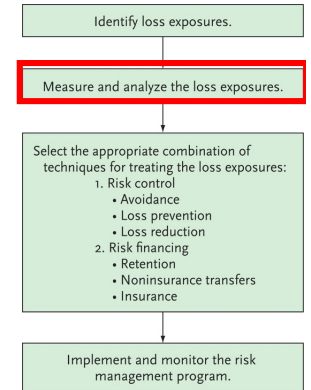 Identify loss exposures.
Measure and analyze the loss exposures.
Select the appropriate combination of
techniques for treating the loss exposures:
1. Risk control
• Avoidance
• Loss prevention
• Loss reduction
2. Risk financing
• Retention
• Noninsurance transfers
• Insurance
Implement and monitor the risk
management program.